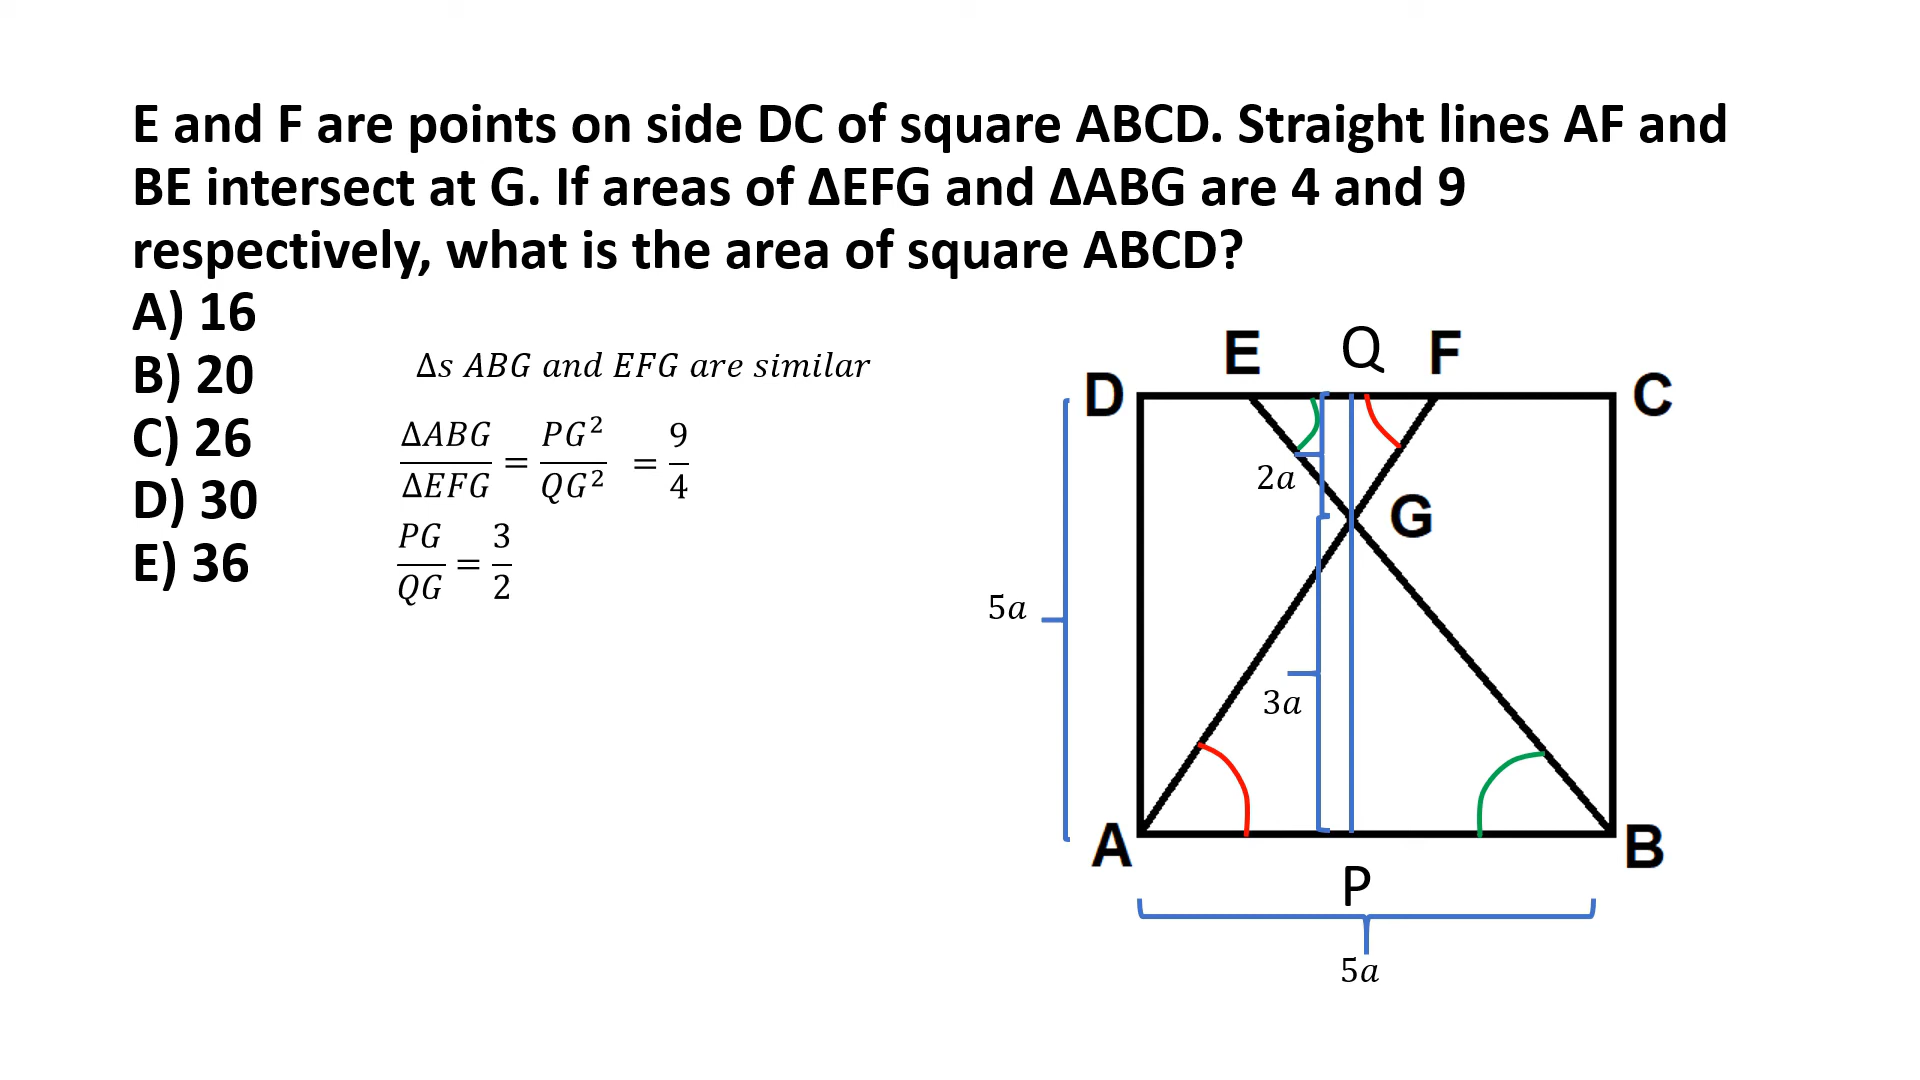 E and F are points on side DC of square ABCD. Straight lines AF and
BE intersect at G. If areas of ΔEFG and ΔABG are 4 and 9
respectively, what is the area of square ABCD?
A) 16
B) 20
C) 26
D) 30
E) 36
Δs ABG and EFG are similar
ΔABG/ΔEFG = PG²/QG² = 9/4
PG/QG = 3/2
E Q F
D C
2a
G
5a
3a
A B
P
5a